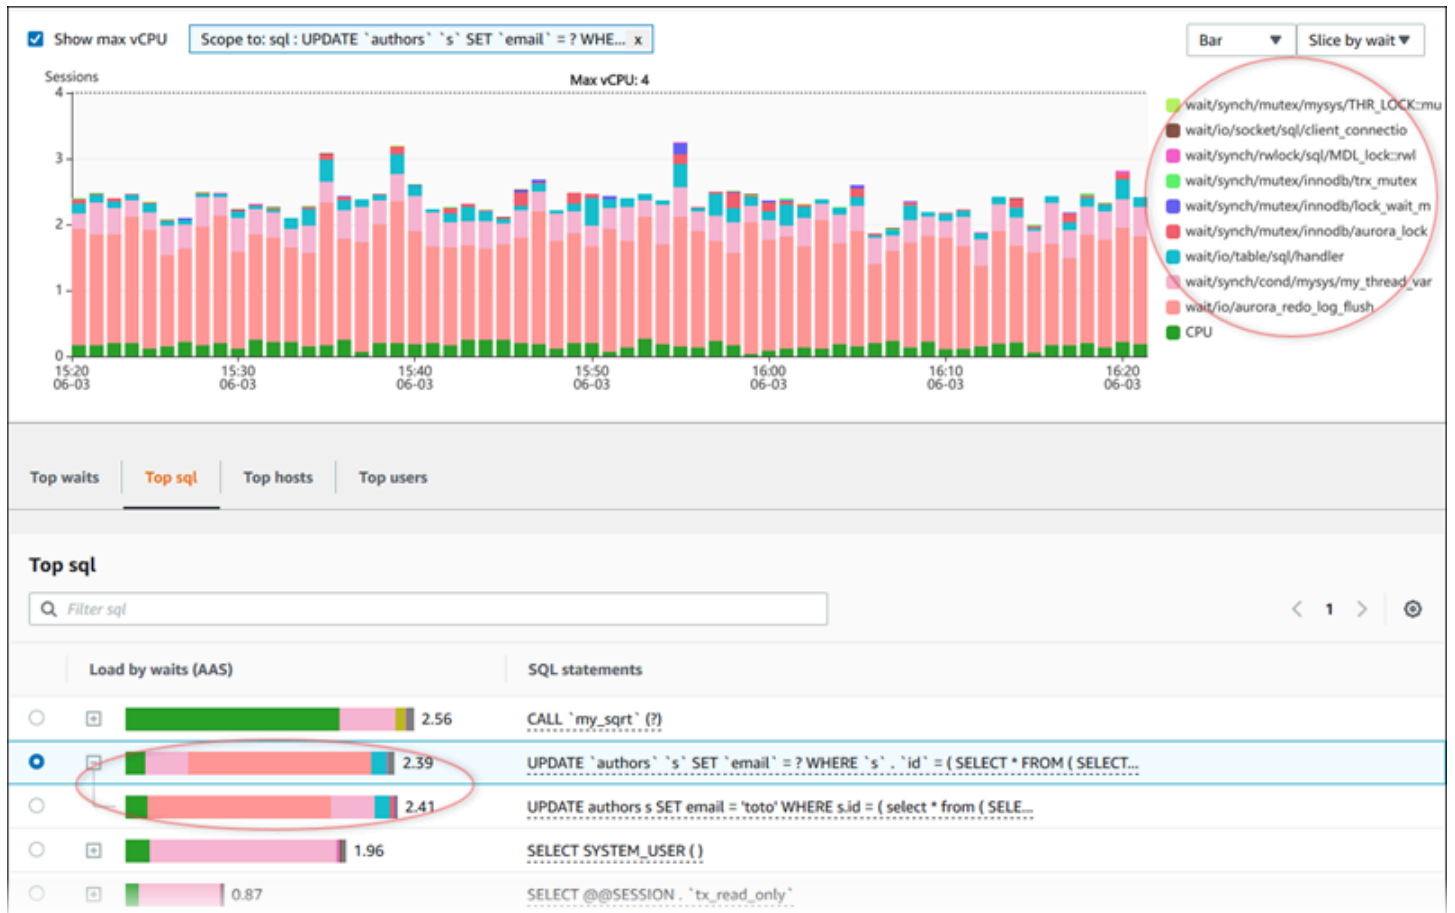 Show max vCPU
Scope to: sql : UPDATE `authors` `s` SET `email` = ? WHE... x
Bar
Slice by wait
Sessions
Max vCPU: 4
4
3
2
1
0
15:20
06-03
15:30
06-03
15:40
06-03
15:50
06-03
16:00
06-03
16:10
06-03
16:20
06-03
wait/synch/mutex/mysys/THR_LOCK::mu
wait/io/socket/sql/client_connectio
wait/synch/rwlock/sql/MDL_lock::rwl
wait/synch/mutex/innodb/trx_mutex
wait/synch/mutex/innodb/lock_wait_m
wait/synch/mutex/innodb/aurora_lock
wait/io/table/sql/handler
wait/synch/cond/mysys/my_thread_var
wait/io/aurora_redo_log_flush
CPU
Top waits
Top sql
Top hosts
Top users
Top sql
Filter sql
1
Load by waits (AAS)
SQL statements
2.56
CALL `my_sqrt` (?)
2.39
UPDATE `authors` `s` SET `email` = ? WHERE `s` . `id` = ( SELECT * FROM ( SELECT...
2.41
UPDATE authors s SET email = 'toto' WHERE s.id = ( select * from ( SELE...
1.96
SELECT SYSTEM_USER ( )
0.87
SELECT @@SESSION . `tx_read_only`